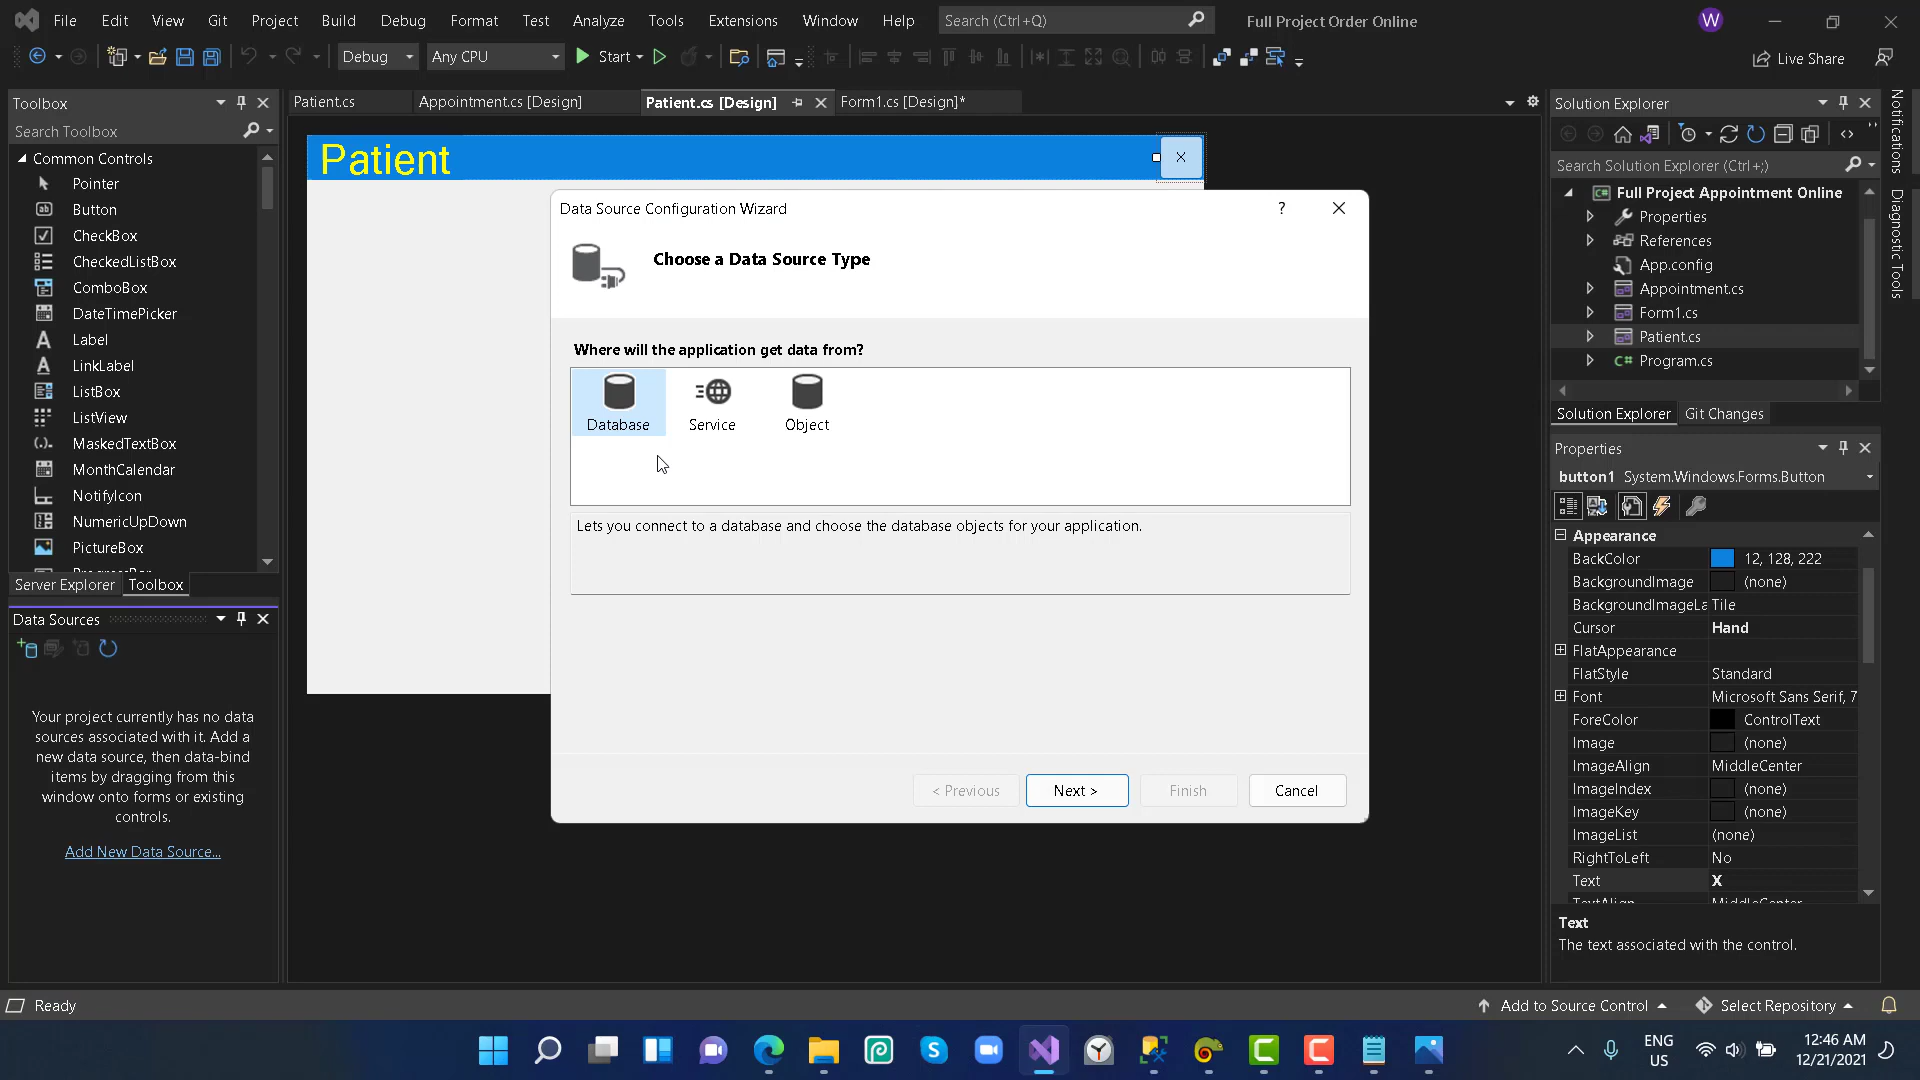 File Edit View Git Project Build Debug Format Test Analyze Tools Extensions Window Help Search (Ctrl+Q) Full Project Order Online W
Debug Any CPU Start Live Share
Toolbox
Search Toolbox
Common Controls
Pointer
Button
CheckBox
CheckedListBox
ComboBox
DateTimePicker
Label
LinkLabel
ListBox
ListView
MaskedTextBox
MonthCalendar
NotifyIcon
NumericUpDown
PictureBox
Server Explorer Toolbox
Data Sources
Your project currently has no data
sources associated with it. Add a
new data source, then data-bind
items by dragging from this
window onto forms or existing
controls.
Add New Data Source...
Patient.cs Appointment.cs [Design] Patient.cs [Design] Form1.cs [Design]*
Patient
X
Data Source Configuration Wizard ?
Choose a Data Source Type
Where will the application get data from?
Database Service Object
Lets you connect to a database and choose the database objects for your application.
< Previous Next > Finish Cancel
Solution Explorer
Search Solution Explorer (Ctrl+;)
Full Project Appointment Online
Properties
References
App.config
Appointment.cs
Form1.cs
Patient.cs
C# Program.cs
Solution Explorer Git Changes
Properties
button1 System.Windows.Forms.Button
Appearance
BackColor 12, 128, 222
BackgroundImage (none)
BackgroundImageLa Tile
Cursor Hand
FlatAppearance
FlatStyle Standard
Font Microsoft Sans Serif, 7
ForeColor ControlText
Image (none)
ImageAlign MiddleCenter
ImageIndex (none)
ImageKey (none)
ImageList (none)
RightToLeft No
Text X
TextAlign MiddleCenter
Text
The text associated with the control.
Notifications
Diagnostic Tools
Ready Add to Source Control Select Repository
ENG
US
12:46 AM
12/21/2021